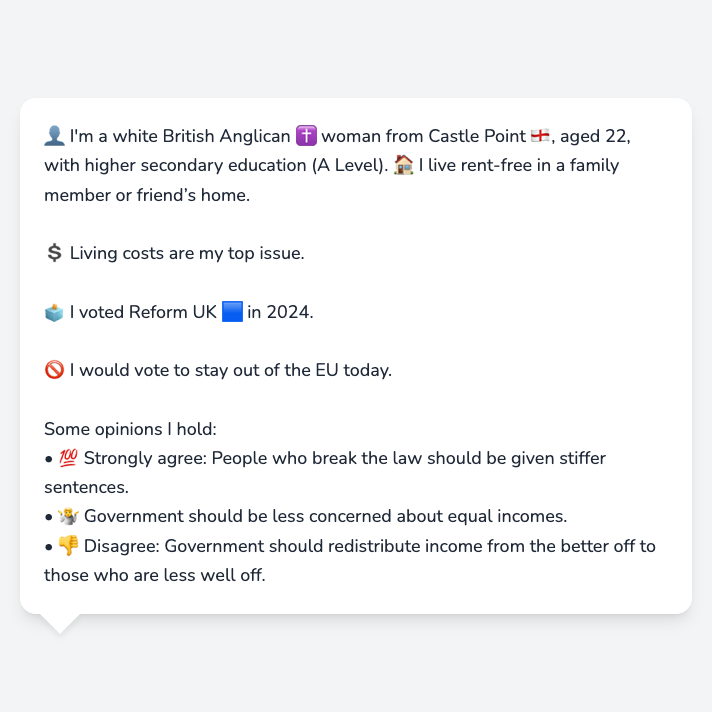 👤 I'm a white British Anglican ✝️ woman from Castle Point 🏴󠁧󠁢󠁥󠁮󠁧󠁿, aged 22,
with higher secondary education (A Level). 🏠 I live rent-free in a family
member or friend’s home.
💲 Living costs are my top issue.
🗳️ I voted Reform UK 🟦 in 2024.
🚫 I would vote to stay out of the EU today.
Some opinions I hold:
• 💯 Strongly agree: People who break the law should be given stiffer
sentences.
• 🤷 Government should be less concerned about equal incomes.
• 👎 Disagree: Government should redistribute income from the better off to
those who are less well off.